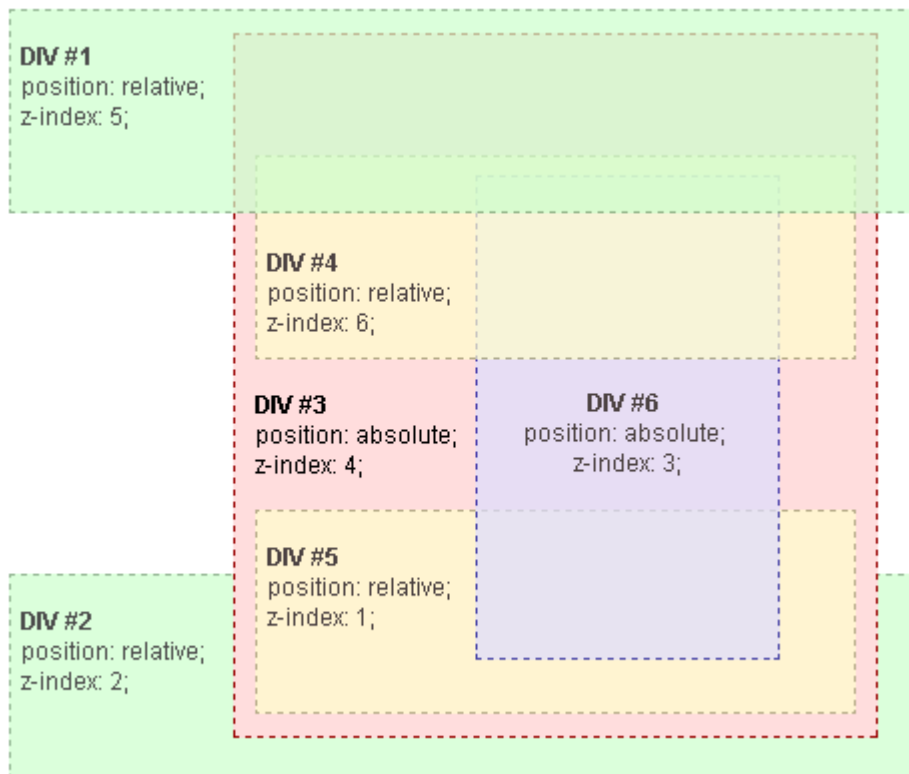 DIV #1
position: relative;
z-index: 5;
DIV #4
position: relative;
z-index: 6;
DIV #3
position: absolute;
z-index: 4;
DIV #6
position: absolute;
z-index: 3;
DIV #5
position: relative;
z-index: 1;
DIV #2
position: relative;
z-index: 2;